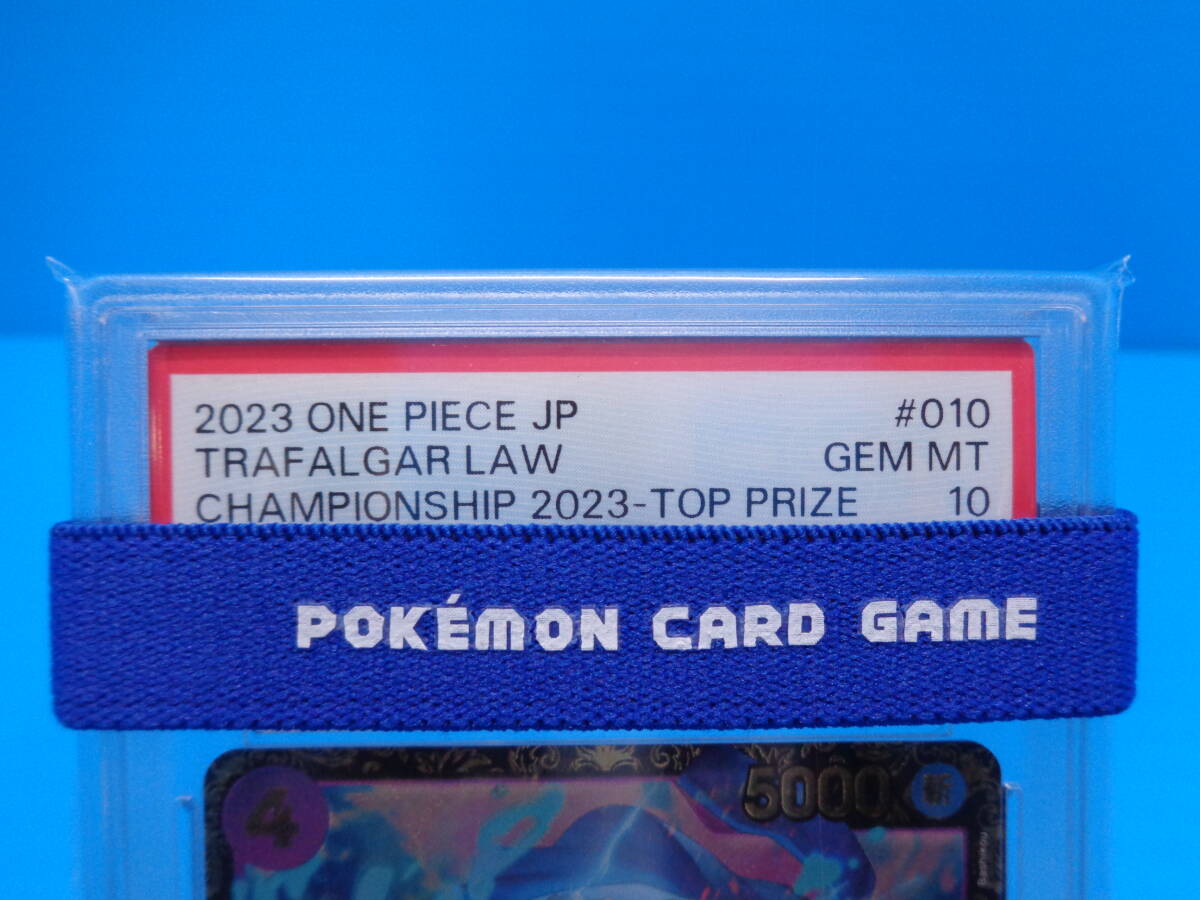 2023 ONE PIECE JP #010
TRAFALGAR LAW GEM MT
CHAMPIONSHIP 2023-TOP PRIZE 10
POKÉMON CARD GAME
4 5000 斬